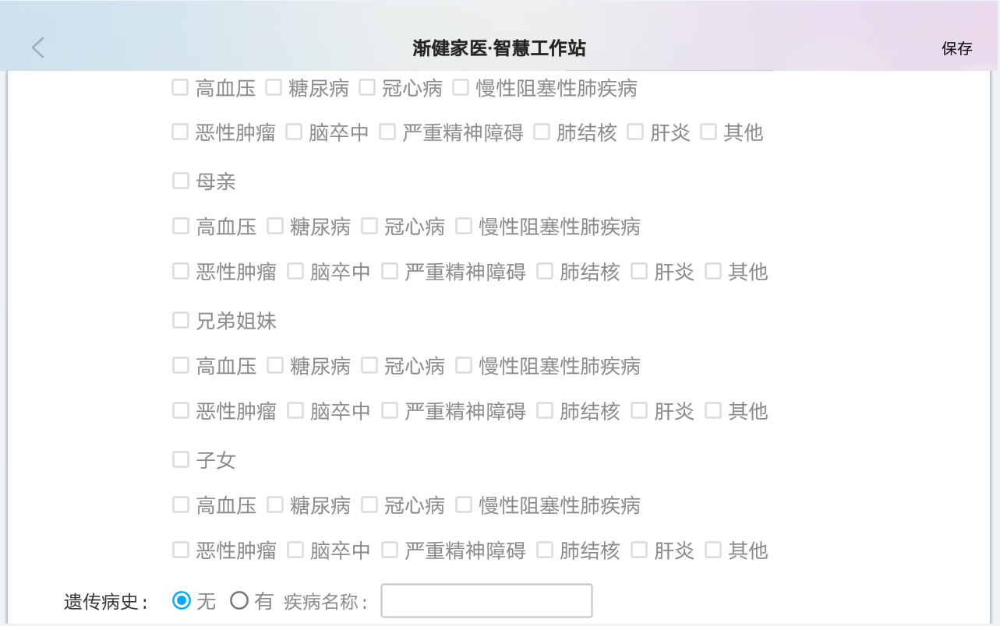 渐健家医·智慧工作站 保存
高血压 糖尿病 冠心病 慢性阻塞性肺疾病
恶性肿瘤 脑卒中 严重精神障碍 肺结核 肝炎 其他
母亲
高血压 糖尿病 冠心病 慢性阻塞性肺疾病
恶性肿瘤 脑卒中 严重精神障碍 肺结核 肝炎 其他
兄弟姐妹
高血压 糖尿病 冠心病 慢性阻塞性肺疾病
恶性肿瘤 脑卒中 严重精神障碍 肺结核 肝炎 其他
子女
高血压 糖尿病 冠心病 慢性阻塞性肺疾病
恶性肿瘤 脑卒中 严重精神障碍 肺结核 肝炎 其他
遗传病史: 无 有 疾病名称: